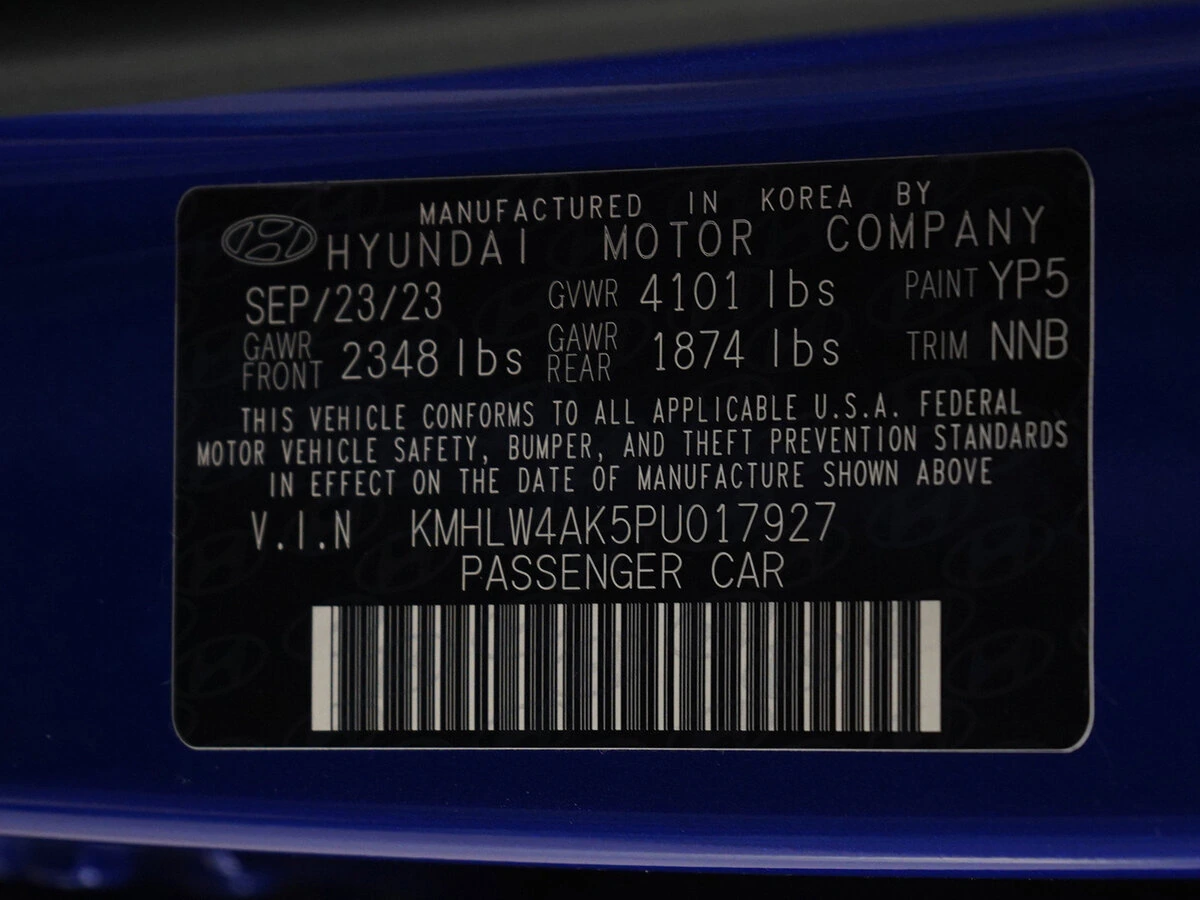 MANUFACTURED IN KOREA BY
HYUNDAI MOTOR COMPANY
SEP/23/23 GVWR 4101 lbs PAINT YP5
GAWR FRONT 2348 lbs GAWR REAR 1874 lbs TRIM NNB
THIS VEHICLE CONFORMS TO ALL APPLICABLE U.S.A. FEDERAL
MOTOR VEHICLE SAFETY, BUMPER, AND THEFT PREVENTION STANDARDS
IN EFFECT ON THE DATE OF MANUFACTURE SHOWN ABOVE
V.I.N KMHLW4AK5PU017927
PASSENGER CAR